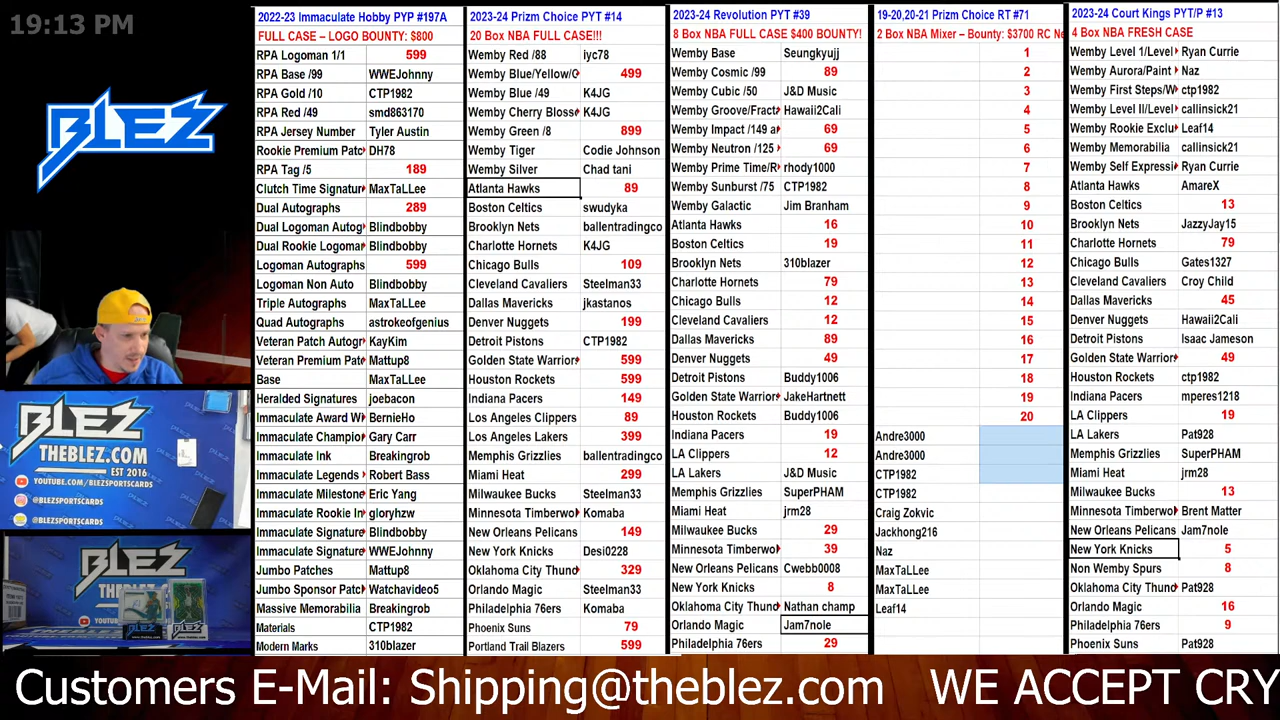 19:13 PM
BLEZ
BLEZ
THEBLEZ.COM
EST 2016
YOUTUBE.COM/BLEZSPORTSCARDS
@BLEZSPORTSCARDS
@BLEZSPORTSCARDS
2022-23 Immaculate Hobby PYP #197A
FULL CASE – LOGO BOUNTY: $800
RPA Logoman 1/1 599
RPA Base /99 WWEJohnny
RPA Gold /10 CTP1982
RPA Red /49 smd863170
RPA Jersey Number Tyler Austin
Rookie Premium Patc DH78
RPA Tag /5 189
Clutch Time Signatur MaxTaLLee
Dual Autographs 289
Dual Logoman Autog Blindbobby
Dual Rookie Logoma Blindbobby
Logoman Autographs 599
Logoman Non Auto Blindbobby
Triple Autographs MaxTaLLee
Quad Autographs astrokeofgenius
Veteran Patch Autogr KayKim
Veteran Premium Pat Mattup8
Base MaxTaLLee
Heralded Signatures joebacon
Immaculate Award W BernieHo
Immaculate Champio Gary Carr
Immaculate Ink Breakingrob
Immaculate Legends Robert Bass
Immaculate Mileston Eric Yang
Immaculate Rookie In gloryhzw
Immaculate Signature Blindbobby
Immaculate Signature WWEJohnny
Jumbo Patches Mattup8
Jumbo Sponsor Patc Watchavideo5
Massive Memorabilia Breakingrob
Materials CTP1982
Modern Marks 310blazer
2023-24 Prizm Choice PYT #14
20 Box NBA FULL CASE!!!
Wemby Red /88 iyc78
Wemby Blue/Yellow/G 499
Wemby Blue /49 K4JG
Wemby Cherry Blosso K4JG
Wemby Green /8 899
Wemby Tiger Codie Johnson
Wemby Silver Chad tani
Atlanta Hawks 89
Boston Celtics swudyka
Brooklyn Nets ballentradingco
Charlotte Hornets K4JG
Chicago Bulls 109
Cleveland Cavaliers Steelman33
Dallas Mavericks jkastanos
Denver Nuggets 199
Detroit Pistons CTP1982
Golden State Warrior 599
Houston Rockets 599
Indiana Pacers 149
Los Angeles Clippers 89
Los Angeles Lakers 399
Memphis Grizzlies ballentradingco
Miami Heat 299
Milwaukee Bucks Steelman33
Minnesota Timberwo Komaba
New Orleans Pelicans 149
New York Knicks Desi0228
Oklahoma City Thund 329
Orlando Magic Steelman33
Philadelphia 76ers Komaba
Phoenix Suns 79
Portland Trail Blazers 599
2023-24 Revolution PYT #39
8 Box NBA FULL CASE $400 BOUNTY!
Wemby Base Seungkyujj
Wemby Cosmic /99 89
Wemby Cubic /50 J&D Music
Wemby Groove/Fract Hawaii2Cali
Wemby Impact /149 a 69
Wemby Neutron /125 69
Wemby Prime Time/R rhody1000
Wemby Sunburst /75 CTP1982
Wemby Galactic Jim Branham
Atlanta Hawks 16
Boston Celtics 19
Brooklyn Nets 310blazer
Charlotte Hornets 79
Chicago Bulls 12
Cleveland Cavaliers 12
Dallas Mavericks 89
Denver Nuggets 49
Detroit Pistons Buddy1006
Golden State Warrior JakeHartnett
Houston Rockets Buddy1006
Indiana Pacers 19
LA Clippers 12
LA Lakers J&D Music
Memphis Grizzlies SuperPHAM
Miami Heat jrm28
Milwaukee Bucks 29
Minnesota Timberwo 39
New Orleans Pelicans Cwebb0008
New York Knicks 8
Oklahoma City Thund Nathan champ
Orlando Magic Jam7nole
Philadelphia 76ers 29
19-20,20-21 Prizm Choice RT #71
2 Box NBA Mixer – Bounty: $3700 RC Ne
1
2
3
4
5
6
7
8
9
10
11
12
13
14
15
16
17
18
19
20
Andre3000
Andre3000
CTP1982
CTP1982
Craig Zokvic
Jackhong216
Naz
MaxTaLLee
MaxTaLLee
Leaf14
2023-24 Court Kings PYT/P #13
4 Box NBA FRESH CASE
Wemby Level 1/Level Ryan Currie
Wemby Aurora/Paint Naz
Wemby First Steps/W ctp1982
Wemby Level II/Level callinsick21
Wemby Rookie Exclu Leaf14
Wemby Memorabilia callinsick21
Wemby Self Expressi Ryan Currie
Atlanta Hawks AmareX
Boston Celtics 13
Brooklyn Nets JazzyJay15
Charlotte Hornets 79
Chicago Bulls Gates1327
Cleveland Cavaliers Croy Child
Dallas Mavericks 45
Denver Nuggets Hawaii2Cali
Detroit Pistons Isaac Jameson
Golden State Warrior 49
Houston Rockets ctp1982
Indiana Pacers mperes1218
LA Clippers 19
LA Lakers Pat928
Memphis Grizzlies SuperPHAM
Miami Heat jrm28
Milwaukee Bucks 13
Minnesota Timberwo Brent Matter
New Orleans Pelicans Jam7nole
New York Knicks 5
Non Wemby Spurs 8
Oklahoma City Thund Pat928
Orlando Magic 16
Philadelphia 76ers 9
Phoenix Suns Pat928
Customers E-Mail: Shipping@theblez.com WE ACCEPT CRY